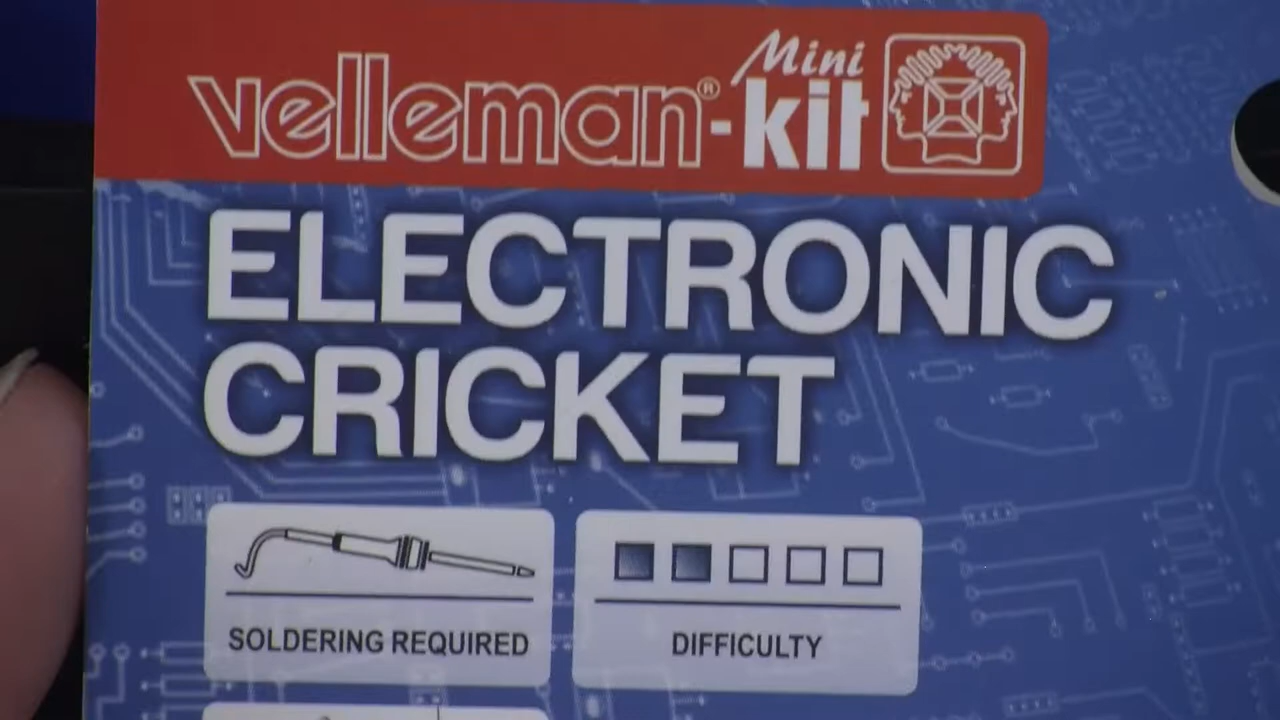 velleman®-kit
Mini
ELECTRONIC
CRICKET
SOLDERING REQUIRED
DIFFICULTY